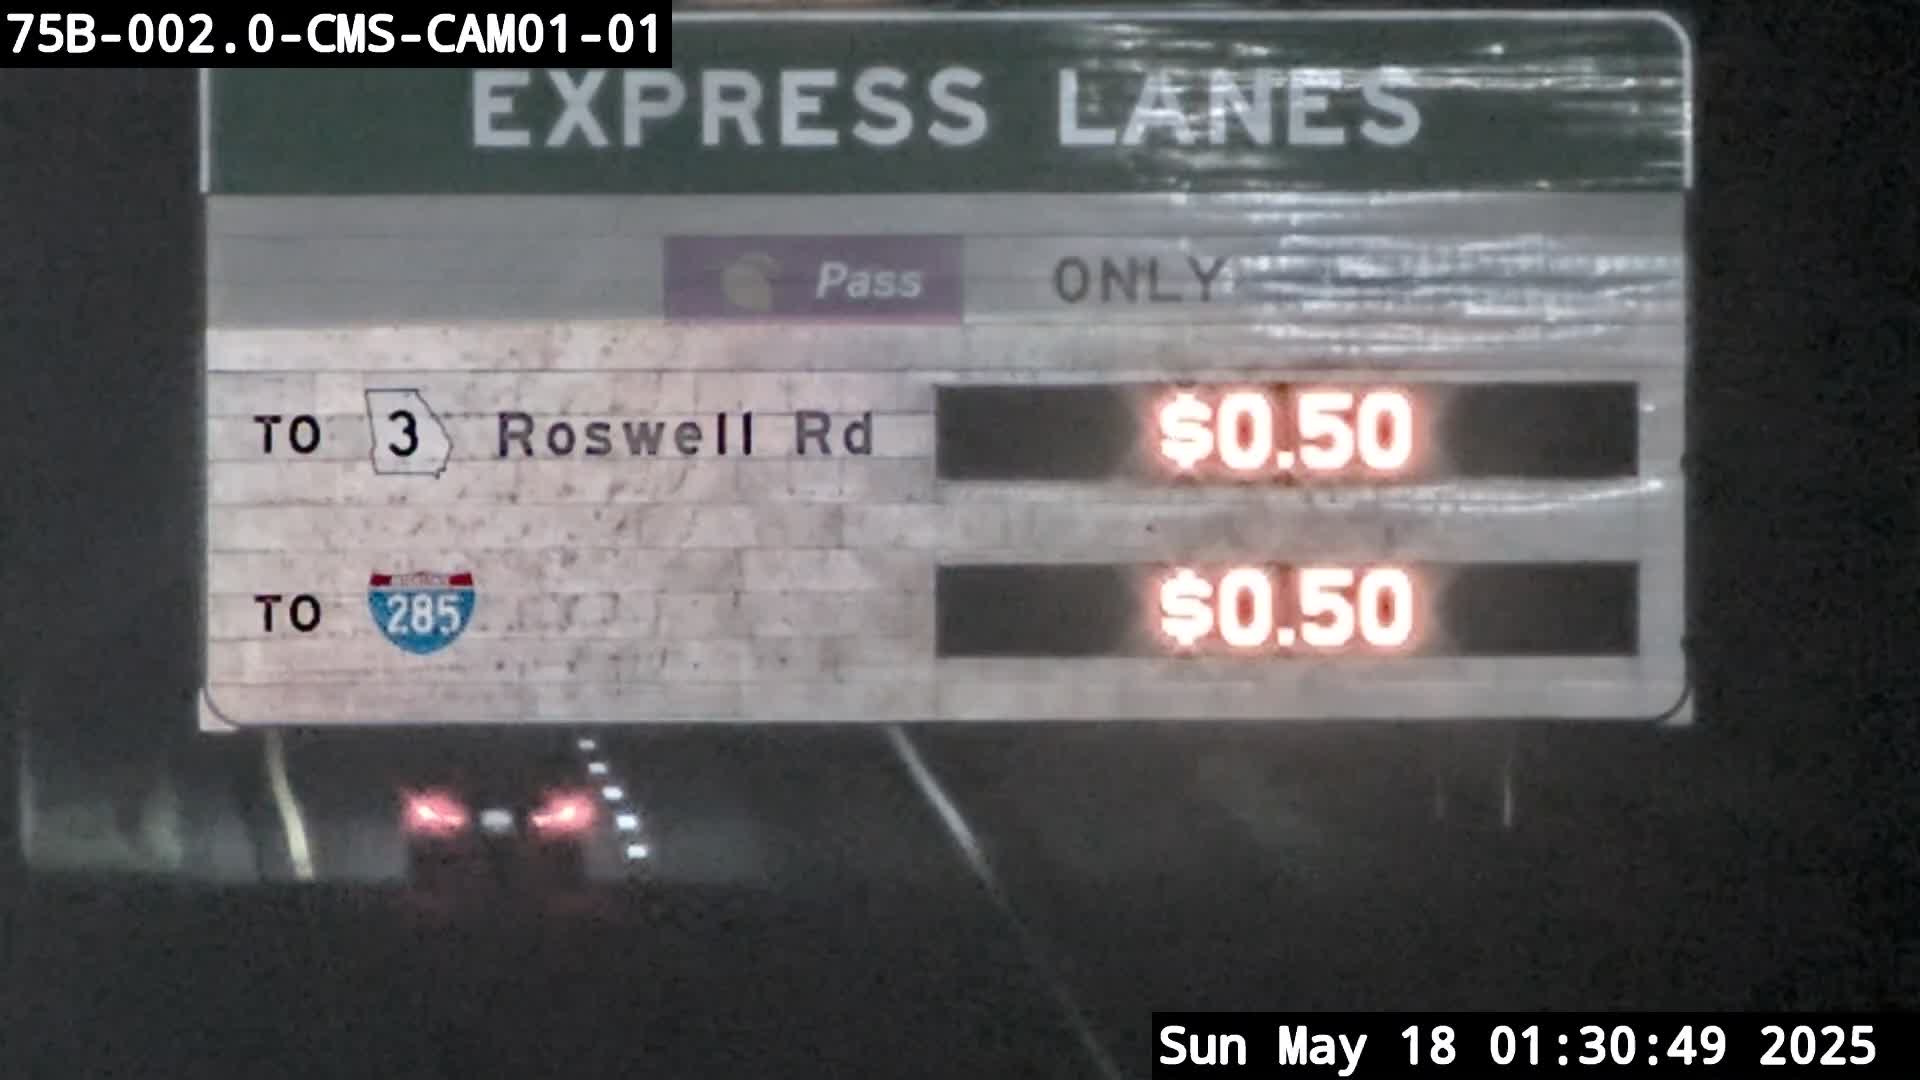 75B-002.0-CMS-CAM01-01
EXPRESS LANES
Pass ONLY
TO 3 Roswell Rd $0.50
TO 285 $0.50
Sun May 18 01:30:49 2025